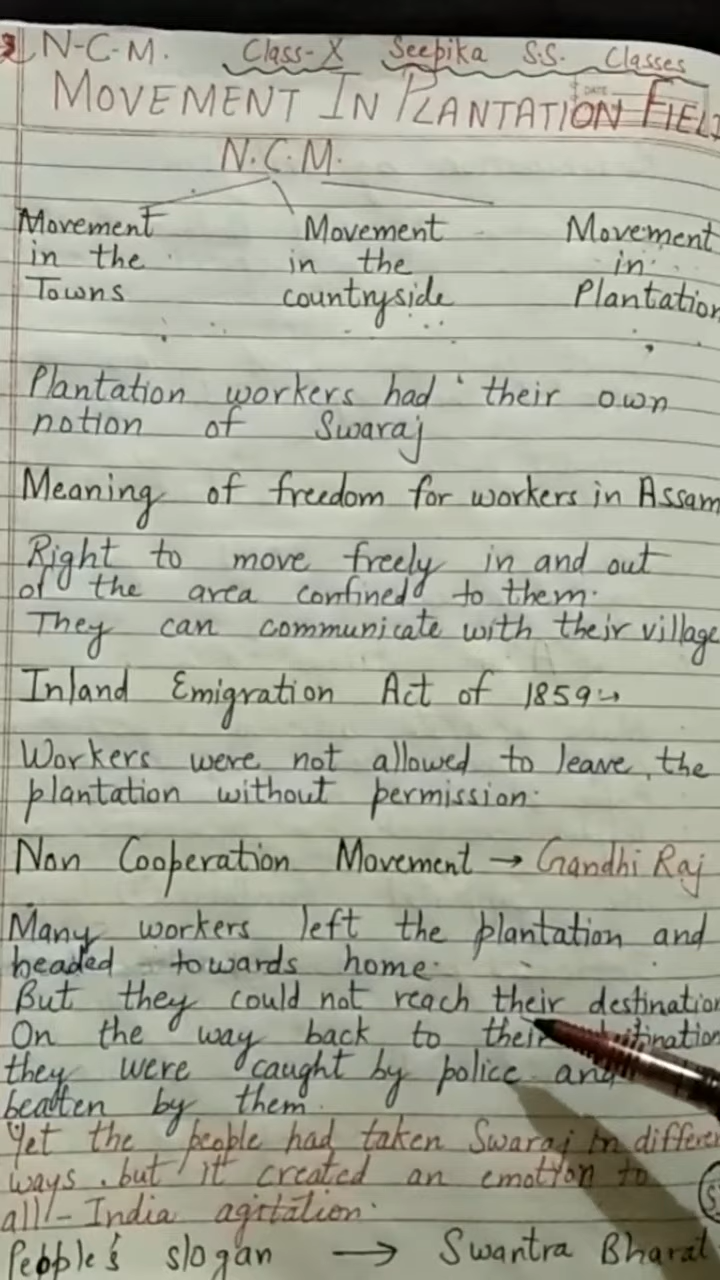 N-C-M. Class-X Seepika S.S. Classes
DATE
MOVEMENT IN PLANTATION FIEL
N.C.M.
Movement in the Towns
Movement in the countryside
Movement in Plantation
Plantation workers had their own
notion of Swaraj
Meaning of freedom for workers in Assam
Right to move freely in and out
of the area confined to them.
They can communicate with their village
Inland Emigration Act of 1859
Workers were not allowed to leave the
plantation without permission.
Non Cooperation Movement → Gandhi Raj
Many workers left the plantation and
headed towards home.
But they could not reach their destination
On the way back to their
they were caught by police and
beatten by them.
Yet the people had taken Swaraj in differen
ways. but it created an emotion to
all-India agitation.
People's slogan → Swantra Bharat